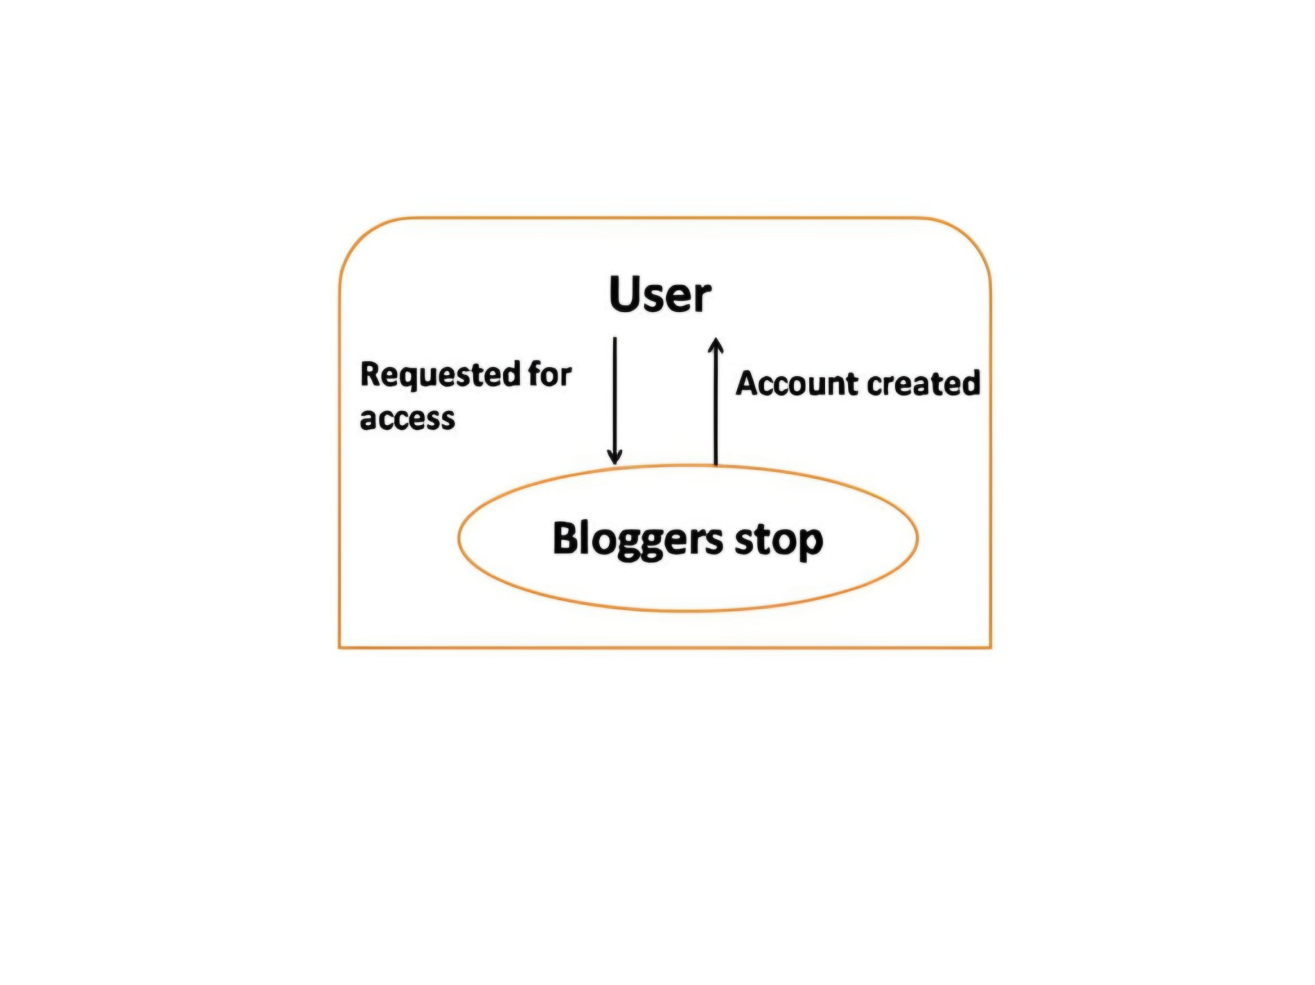 User
Requested for
access
Account created
Bloggers stop